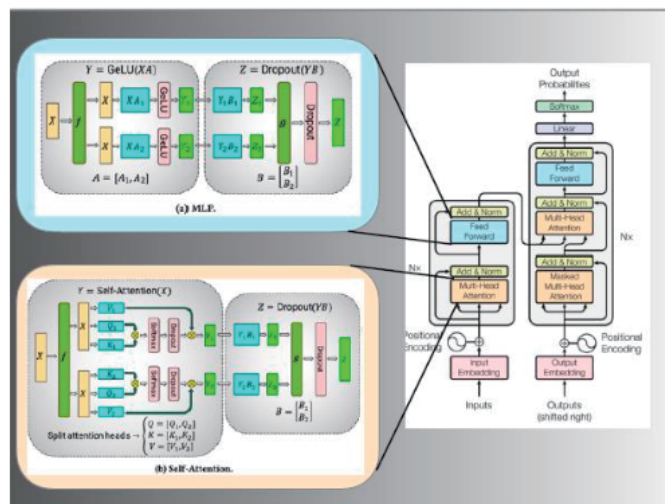 Y = GeLU(XA)
Z = Dropout(YB)
X
f
X
XA₁
GeLU
Y₁
Y₁B₁
Z₁
X
XA₂
GeLU
Y₂
Y₂B₂
Z₂
g
Dropout
Z
A = [A₁, A₂]
B = [B₁
B₂]
(a) MLP.
Y = Self-Attention(X)
Z = Dropout(YB)
X
f
X
V₁
Q₁
K₁
Softmax
Dropout
Y₁
Y₁B₁
Z₁
X
K₂
Q₂
V₂
Softmax
Dropout
Y₂
Y₂B₂
Z₂
g
Dropout
Z
Split attention heads → { Q = [Q₁, Q₂]
K = [K₁, K₂]
V = [V₁, V₂]
B = [B₁
B₂]
(b) Self-Attention.
Output
Probabilities
Softmax
Linear
Add & Norm
Feed
Forward
Add & Norm
Multi-Head
Attention
Add & Norm
Masked
Multi-Head
Attention
Nx
Positional
Encoding
Output
Embedding
Outputs
(shifted right)
Add & Norm
Feed
Forward
Add & Norm
Multi-Head
Attention
Nx
Positional
Encoding
Input
Embedding
Inputs